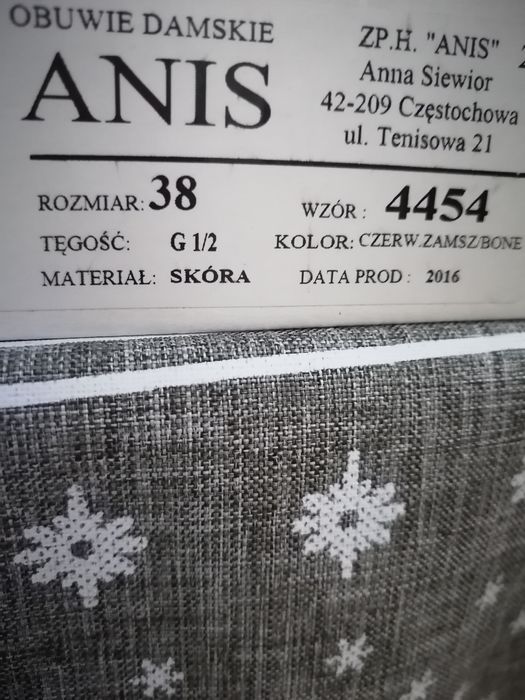 OBUWIE DAMSKIE
ANIS
ZP.H. "ANIS"
Anna Siewior
42-209 Częstochowa
ul. Tenisowa 21
ROZMIAR: 38
WZÓR : 4454
TĘGOŚĆ: G 1/2
KOLOR: CZERW.ZAMSZ/BONE
MATERIAŁ: SKÓRA
DATA PROD : 2016